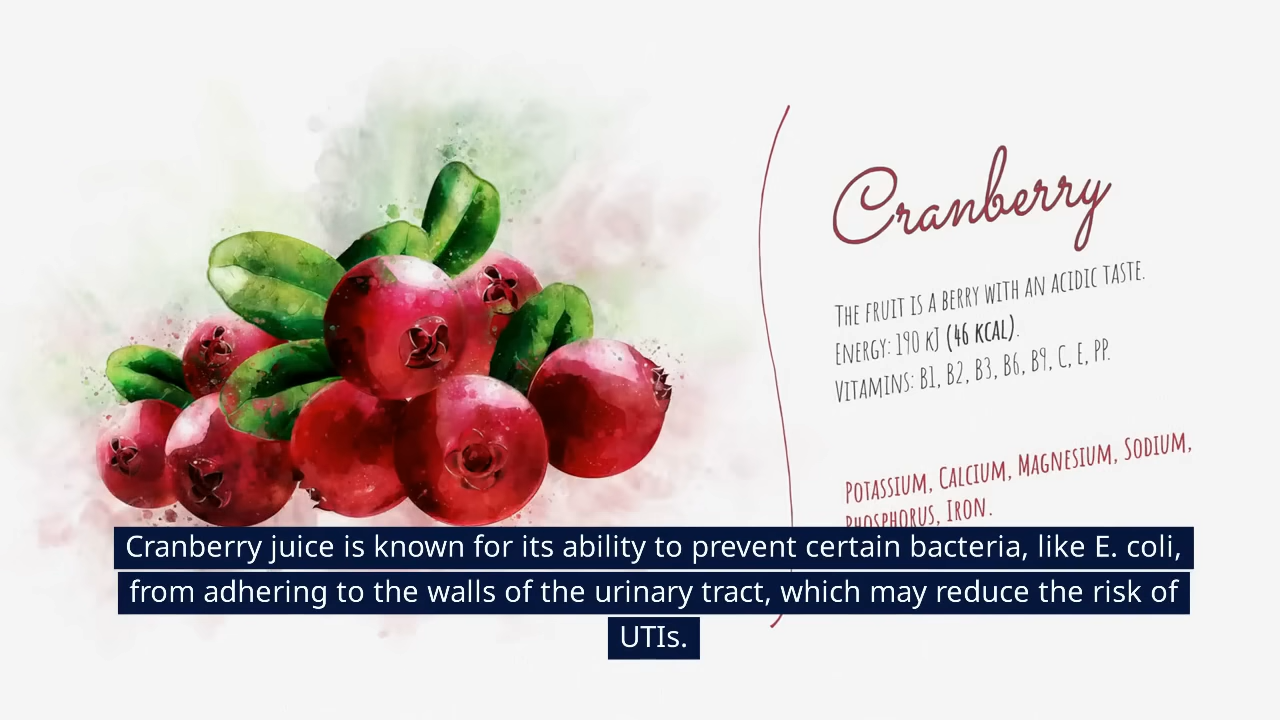 Cranberry
THE FRUIT IS A BERRY WITH AN ACIDIC TASTE.
ENERGY: 190 KJ (46 KCAL).
VITAMINS: B1, B2, B3, B6, B9, C, E, PP.
POTASSIUM, CALCIUM, MAGNESIUM, SODIUM,
PHOSPHORUS, IRON.
Cranberry juice is known for its ability to prevent certain bacteria, like E. coli,
from adhering to the walls of the urinary tract, which may reduce the risk of
UTIs.